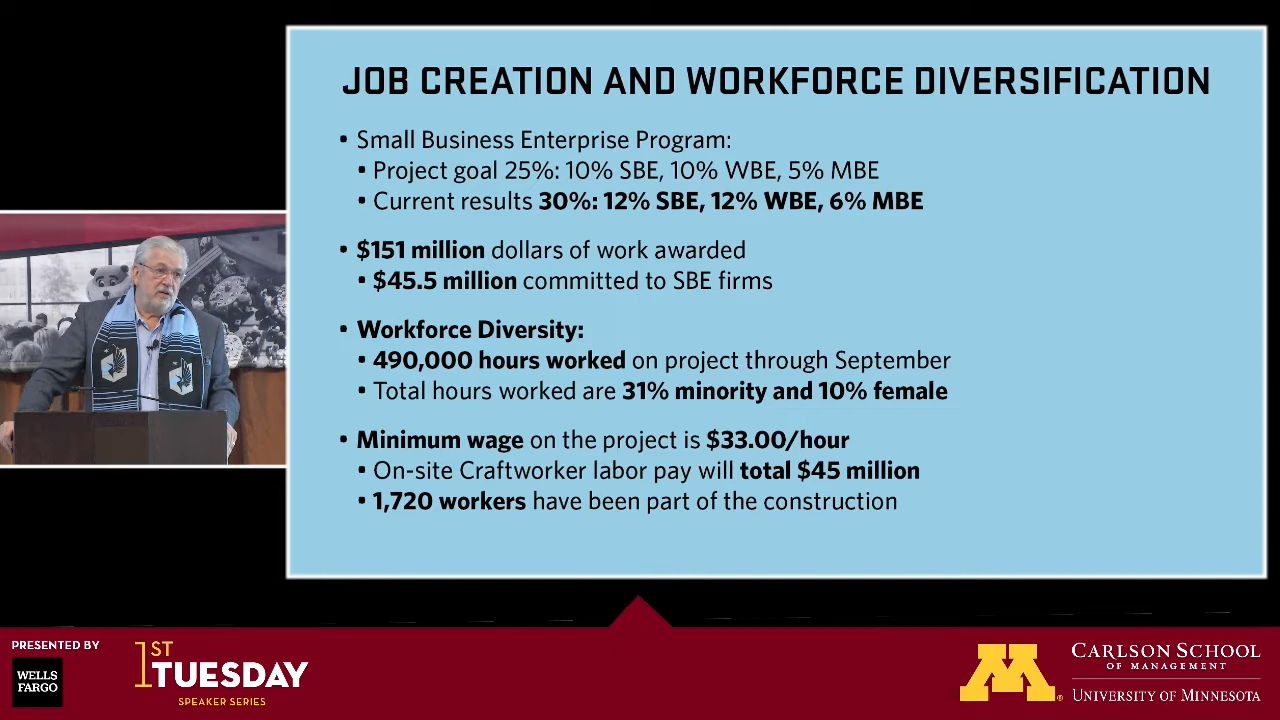 JOB CREATION AND WORKFORCE DIVERSIFICATION
• Small Business Enterprise Program:
• Project goal 25%: 10% SBE, 10% WBE, 5% MBE
• Current results 30%: 12% SBE, 12% WBE, 6% MBE
• $151 million dollars of work awarded
• $45.5 million committed to SBE firms
• Workforce Diversity:
• 490,000 hours worked on project through September
• Total hours worked are 31% minority and 10% female
• Minimum wage on the project is $33.00/hour
• On-site Craftworker labor pay will total $45 million
• 1,720 workers have been part of the construction
PRESENTED BY
WELLS
FARGO
1ST
TUESDAY
SPEAKER SERIES
M®
CARLSON SCHOOL
OF MANAGEMENT
UNIVERSITY OF MINNESOTA